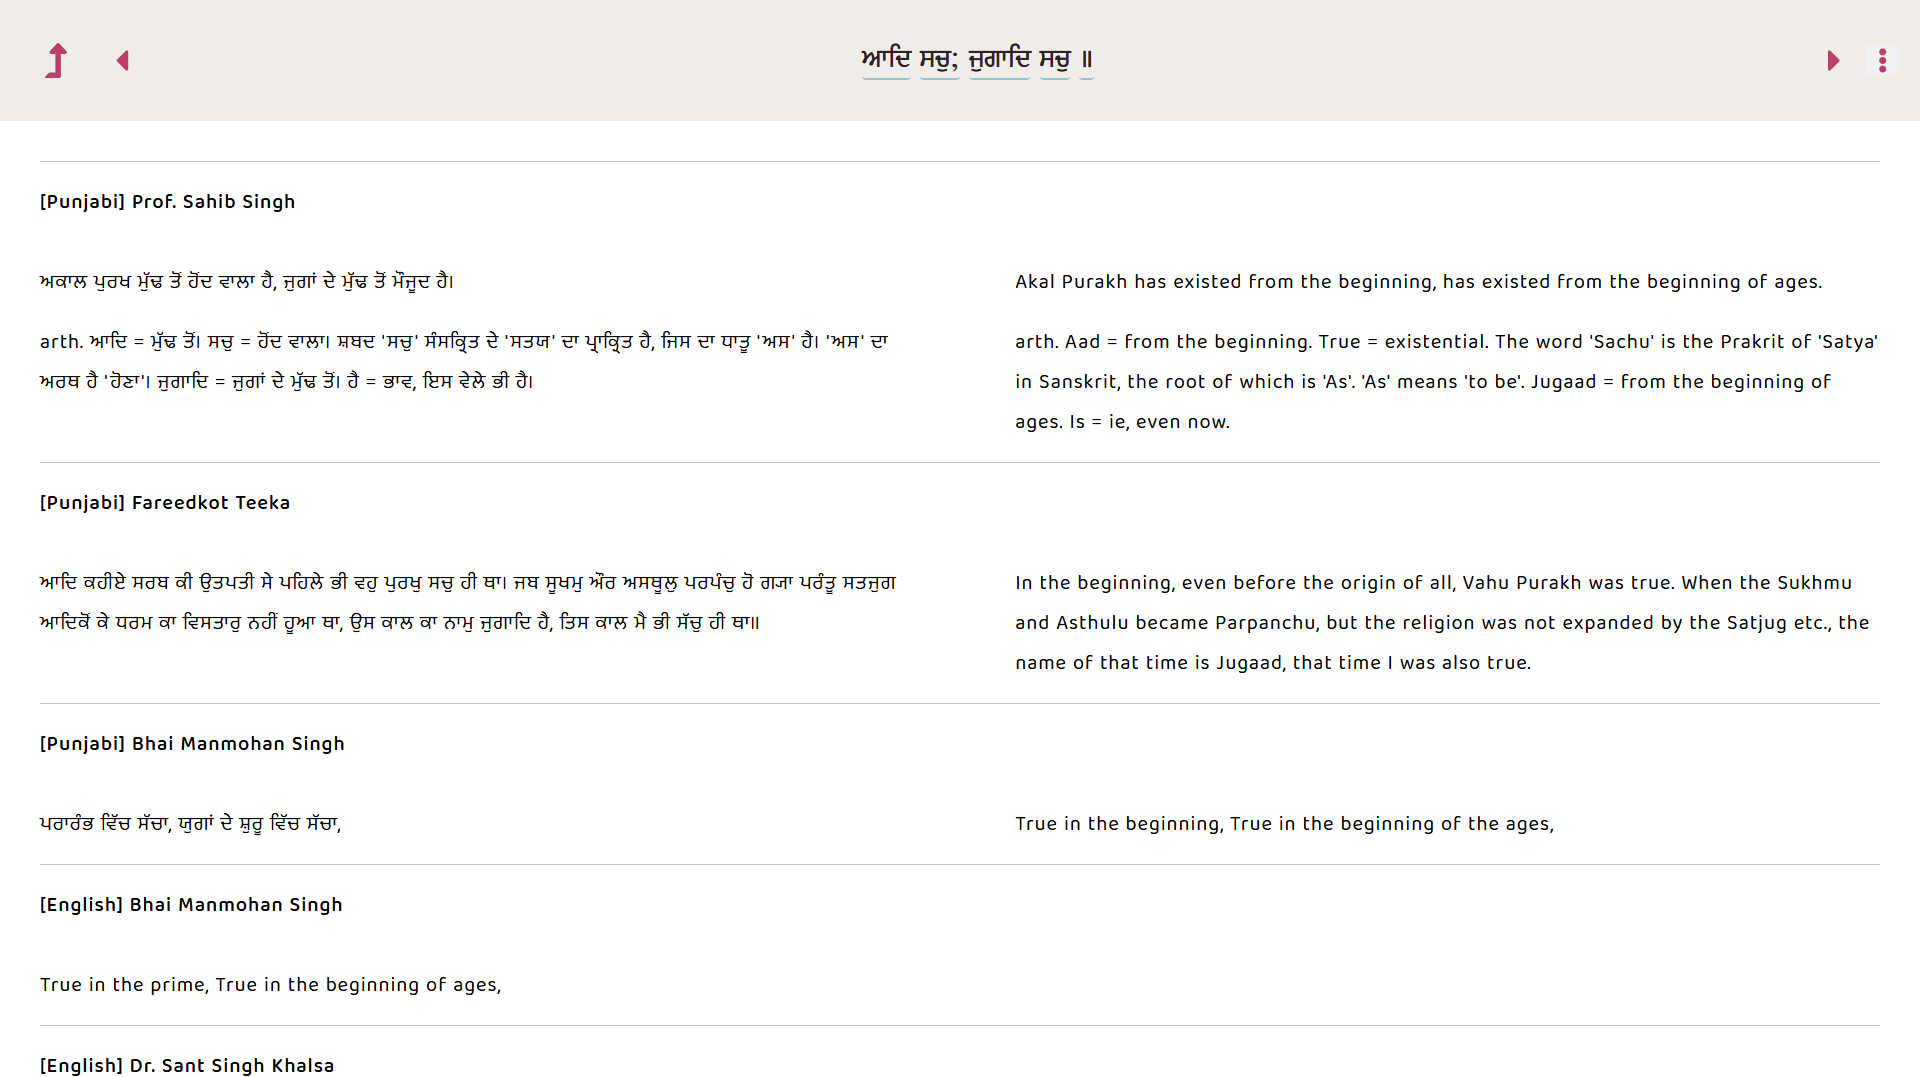 ਆਦਿ ਸਚੁ; ਜੁਗਾਦਿ ਸਚੁ ॥
[Punjabi] Prof. Sahib Singh
ਅਕਾਲ ਪੁਰਖ ਮੁੱਢ ਤੋਂ ਹੋਂਦ ਵਾਲਾ ਹੈ, ਜੁਗਾਂ ਦੇ ਮੁੱਢ ਤੋਂ ਮੌਜੂਦ ਹੈ।
Akal Purakh has existed from the beginning, has existed from the beginning of ages.
arth. ਆਦਿ = ਮੁੱਢ ਤੋਂ। ਸਚੁ = ਹੋਂਦ ਵਾਲਾ। ਸ਼ਬਦ 'ਸਚੁ' ਸੰਸਕ੍ਰਿਤ ਦੇ 'ਸਤਯ' ਦਾ ਪ੍ਰਾਕ੍ਰਿਤ ਹੈ, ਜਿਸ ਦਾ ਧਾਤੂ 'ਅਸ' ਹੈ। 'ਅਸ' ਦਾ
ਅਰਥ ਹੈ 'ਹੋਣਾ'। ਜੁਗਾਦਿ = ਜੁਗਾਂ ਦੇ ਮੁੱਢ ਤੋਂ। ਹੈ = ਭਾਵ, ਇਸ ਵੇਲੇ ਭੀ ਹੈ।
arth. Aad = from the beginning. True = existential. The word 'Sachu' is the Prakrit of 'Satya'
in Sanskrit, the root of which is 'As'. 'As' means 'to be'. Jugaad = from the beginning of
ages. Is = ie, even now.
[Punjabi] Fareedkot Teeka
ਆਦਿ ਕਹੀਏ ਸਰਬ ਕੀ ਉਤਪਤੀ ਸੇ ਪਹਿਲੇ ਭੀ ਵਹੁ ਪੁਰਖੁ ਸਚੁ ਹੀ ਥਾ। ਜਬ ਸੂਖਮੁ ਔਰ ਅਸਥੂਲੁ ਪਰਪੰਚੁ ਹੋ ਗ੍ਯਾ ਪਰੰਤੂ ਸਤਜੁਗ
ਆਦਿਕੋਂ ਕੇ ਧਰਮ ਕਾ ਵਿਸਤਾਰੁ ਨਹੀਂ ਹੂਆ ਥਾ, ਉਸ ਕਾਲ ਕਾ ਨਾਮੁ ਜੁਗਾਦਿ ਹੈ, ਤਿਸ ਕਾਲ ਮੈ ਭੀ ਸੱਚੁ ਹੀ ਥਾ॥
In the beginning, even before the origin of all, Vahu Purakh was true. When the Sukhmu
and Asthulu became Parpanchu, but the religion was not expanded by the Satjug etc., the
name of that time is Jugaad, that time I was also true.
[Punjabi] Bhai Manmohan Singh
ਪਰਾਰੰਭ ਵਿੱਚ ਸੱਚਾ, ਯੁਗਾਂ ਦੇ ਸ਼ੁਰੂ ਵਿੱਚ ਸੱਚਾ,
True in the beginning, True in the beginning of the ages,
[English] Bhai Manmohan Singh
True in the prime, True in the beginning of ages,
[English] Dr. Sant Singh Khalsa